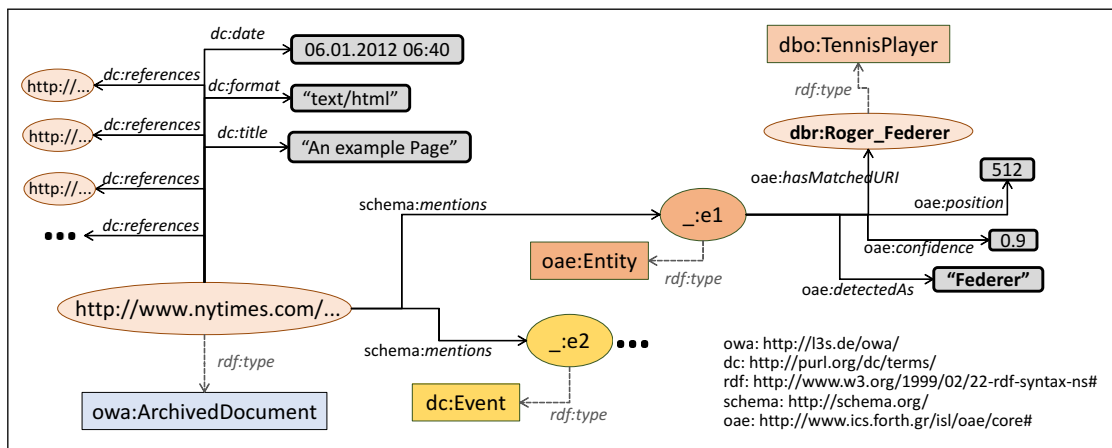 dc:date
06.01.2012 06:40
dbo:TennisPlayer
http://...
dc:references
dc:format
"text/html"
rdf:type
http://...
dc:references
dc:title
"An example Page"
dbr:Roger_Federer
http://...
dc:references
oae:hasMatchedURI
512
schema:mentions
_:e1
oae:position
...
dc:references
oae:Entity
rdf:type
oae:confidence
0.9
oae:detectedAs
"Federer"
http://www.nytimes.com/...
schema:mentions
_:e2
...
rdf:type
dc:Event
rdf:type
owa:ArchivedDocument
owa: http://l3s.de/owa/
dc: http://purl.org/dc/terms/
rdf: http://www.w3.org/1999/02/22-rdf-syntax-ns#
schema: http://schema.org/
oae: http://www.ics.forth.gr/isl/oae/core#